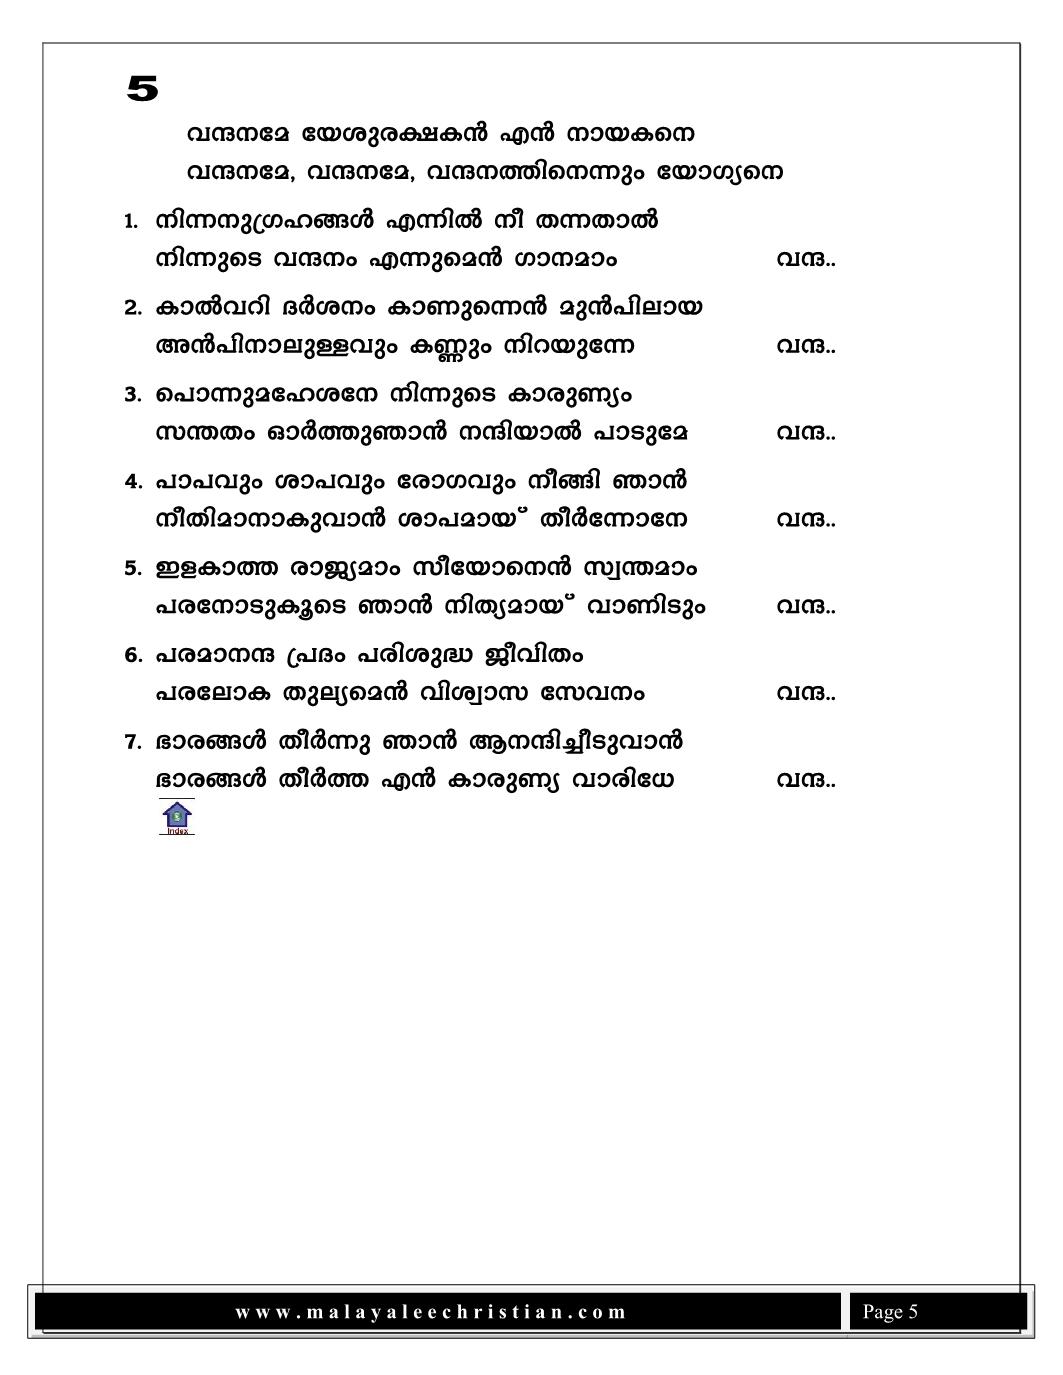 5
വന്ദനമേ യേശുരക്ഷകൻ എൻ നായകനെ
വന്ദനമേ, വന്ദനമേ, വന്ദനത്തിനെന്നും യോഗ്യനെ
1. നിന്നനുഗ്രഹങ്ങൾ എന്നിൽ നീ തന്നതാൽ
നിന്നുടെ വന്ദനം എന്നുമെൻ ഗാനമാം വന്ദ..
2. കാൽവറി ദർശനം കാണുന്നെൻ മുൻപിലായ
അൻപിനാലുള്ളവും കണ്ണും നിറയുന്നേ വന്ദ..
3. പൊന്നുമഹേശനേ നിന്നുടെ കാരുണ്യം
സന്തതം ഓർത്തുഞാൻ നന്ദിയാൽ പാടുമേ വന്ദ..
4. പാപവും ശാപവും രോഗവും നീങ്ങി ഞാൻ
നീതിമാനാകുവാൻ ശാപമായ് തീർന്നോനേ വന്ദ..
5. ഇളകാത്ത രാജ്യമാം സീയോനെൻ സ്വന്തമാം
പരനോടുകൂടെ ഞാൻ നിത്യമായ് വാണിടും വന്ദ..
6. പരമാനന്ദ പ്രദം പരിശുദ്ധ ജീവിതം
പരലോക തുല്യമെൻ വിശ്വാസ സേവനം വന്ദ..
7. ഭാരങ്ങൾ തീർന്നു ഞാൻ ആനന്ദിച്ചീടുവാൻ
ഭാരങ്ങൾ തീർത്ത എൻ കാരുണ്യ വാരിധേ വന്ദ..
Index
www.malayaleechristian.com Page 5